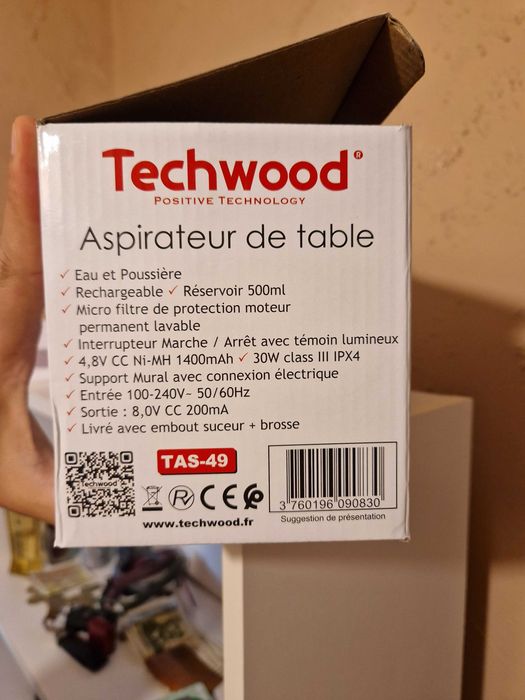 Techwood®
POSITIVE TECHNOLOGY
Aspirateur de table
✓ Eau et Poussière
✓ Rechargeable ✓ Réservoir 500ml
✓ Micro filtre de protection moteur
permanent lavable
✓ Interrupteur Marche / Arrêt avec témoin lumineux
✓ 4,8V CC Ni-MH 1400mAh ✓ 30W class III IPX4
✓ Support Mural avec connexion électrique
✓ Entrée 100-240V~ 50/60Hz
✓ Sortie : 8,0V CC 200mA
✓ Livré avec embout suceur + brosse
TAS-49
Techwood
CE
3 760196 090830
www.techwood.fr
Suggestion de présentation